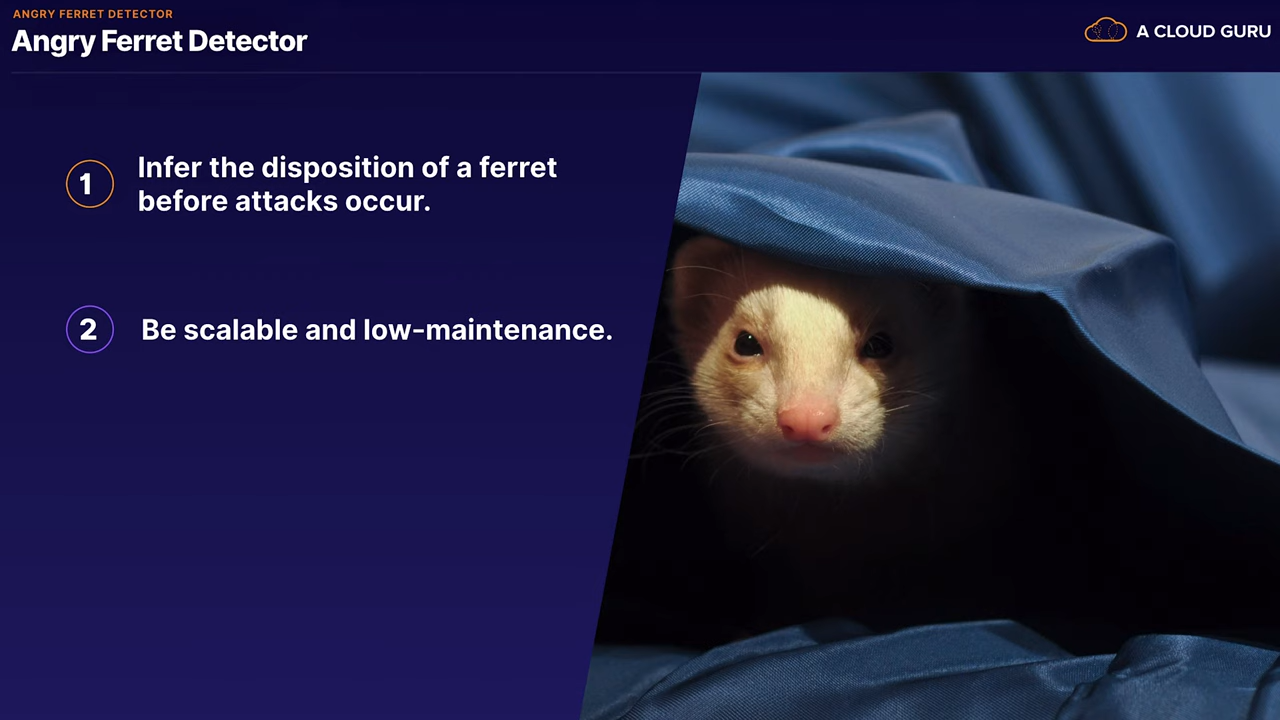 ANGRY FERRET DETECTOR
Angry Ferret Detector
A CLOUD GURU
1
Infer the disposition of a ferret
before attacks occur.
2
Be scalable and low-maintenance.